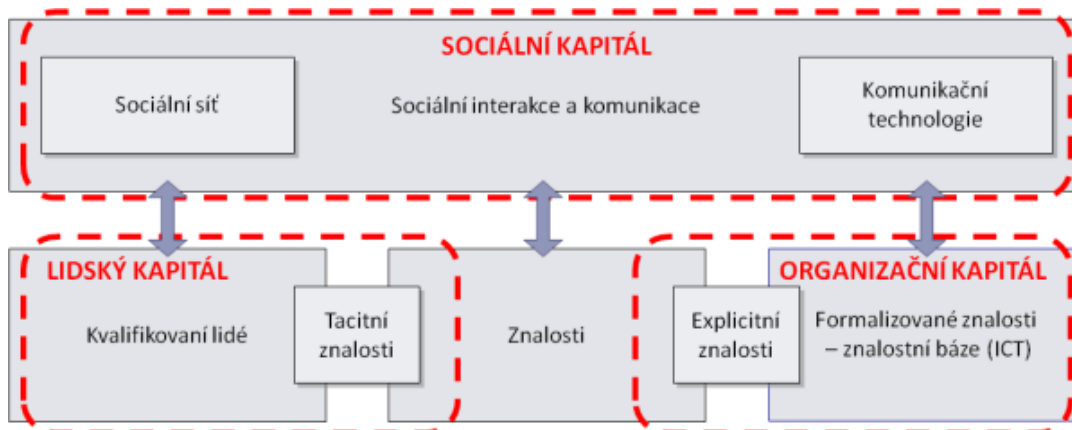 SOCIÁLNÍ KAPITÁL
Sociální síť
Sociální interakce a komunikace
Komunikační
technologie
LIDSKÝ KAPITÁL
Kvalifikovaní lidé
Tacitní
znalosti
Znalosti
Explicitní
znalosti
ORGANIZAČNÍ KAPITÁL
Formalizované znalosti
– znalostní báze (ICT)